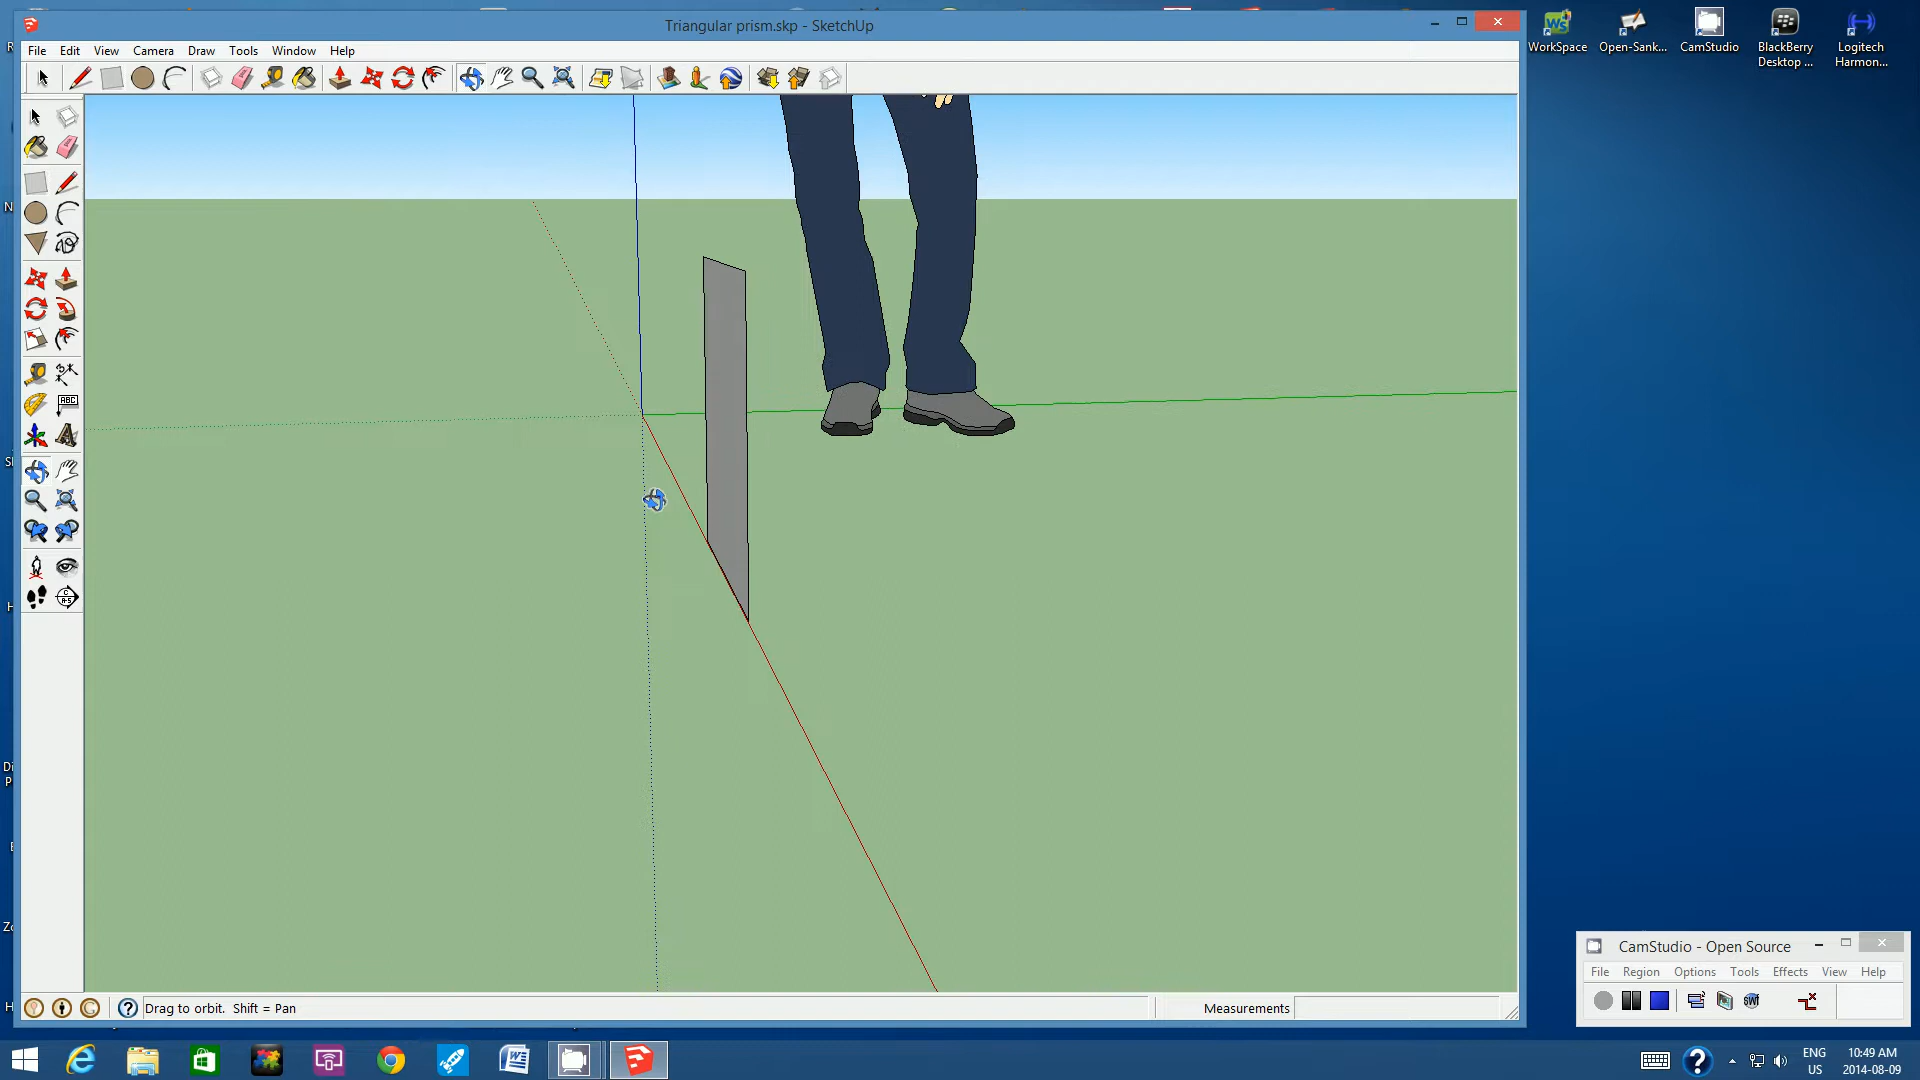 Triangular prism.skp - SketchUp
File Edit View Camera Draw Tools Window Help
WorkSpace Open-Sank... CamStudio BlackBerry Desktop ... Logitech Harmon...
ABC
Drag to orbit. Shift = Pan
Measurements
CamStudio - Open Source
File Region Options Tools Effects View Help
ENG
US
10:49 AM
2014-08-09